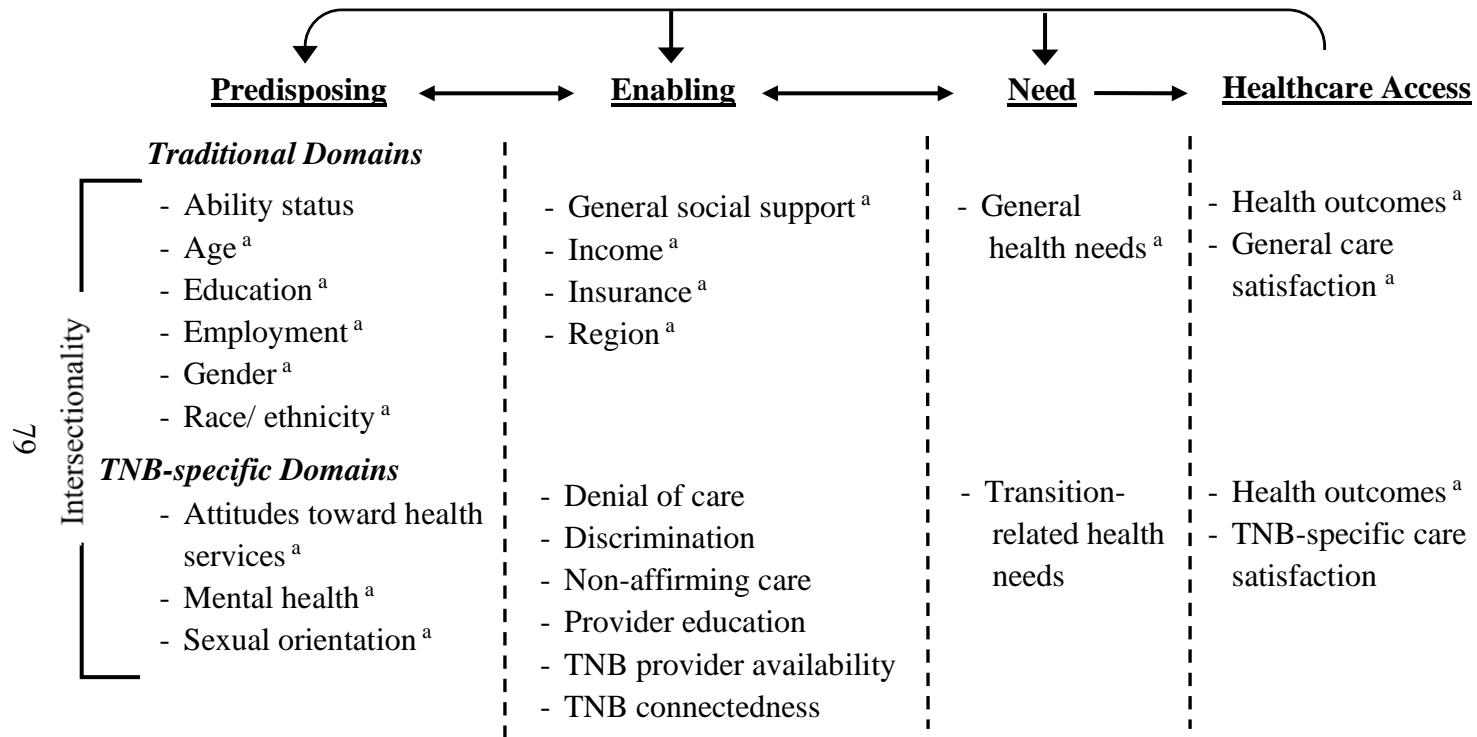 Predisposing
Enabling
Need
Healthcare Access
Traditional Domains
- Ability status
- Age a
- Education a
- Employment a
- Gender a
- Race/ ethnicity a
- General social support a
- Income a
- Insurance a
- Region a
- General
health needs a
- Health outcomes a
- General care
satisfaction a
Intersectionality
79
TNB-specific Domains
- Attitudes toward health
services a
- Mental health a
- Sexual orientation a
- Denial of care
- Discrimination
- Non-affirming care
- Provider education
- TNB provider availability
- TNB connectedness
- Transition-
related health
needs
- Health outcomes a
- TNB-specific care
satisfaction